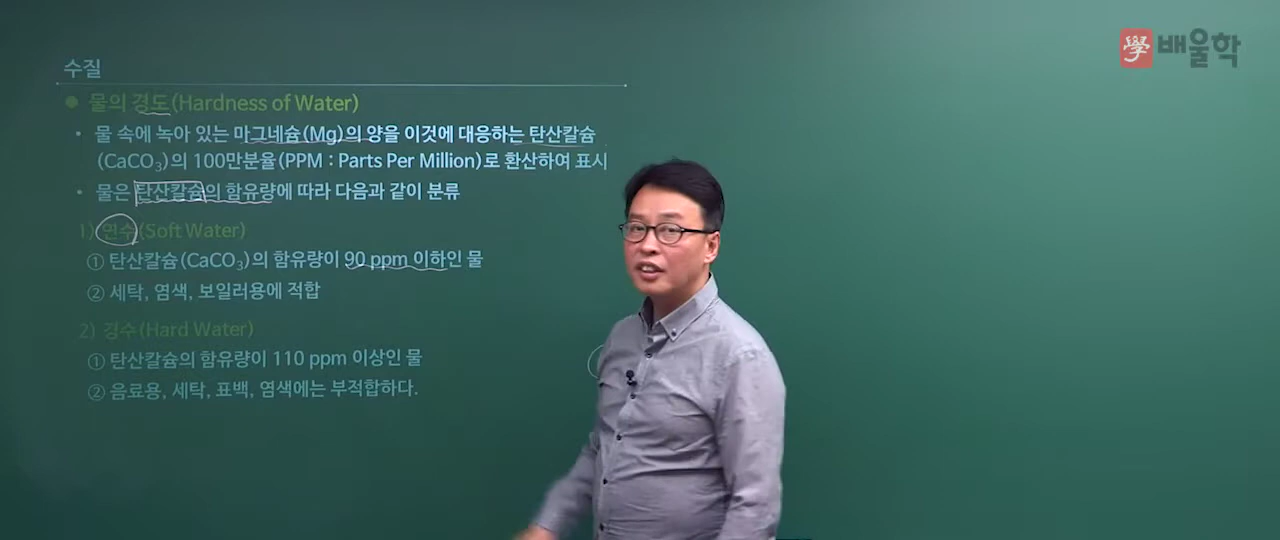 수질
學 배울학
● 물의 경도(Hardness of Water)
• 물 속에 녹아 있는 마그네슘(Mg)의 양을 이것에 대응하는 탄산칼슘
(CaCO₃)의 100만분율(PPM : Parts Per Million)로 환산하여 표시
• 물은 탄산칼슘의 함유량에 따라 다음과 같이 분류
1) 연수(Soft Water)
① 탄산칼슘(CaCO₃)의 함유량이 90 ppm 이하인 물
② 세탁, 염색, 보일러용에 적합
2) 경수(Hard Water)
① 탄산칼슘의 함유량이 110 ppm 이상인 물
② 음료용, 세탁, 표백, 염색에는 부적합하다.